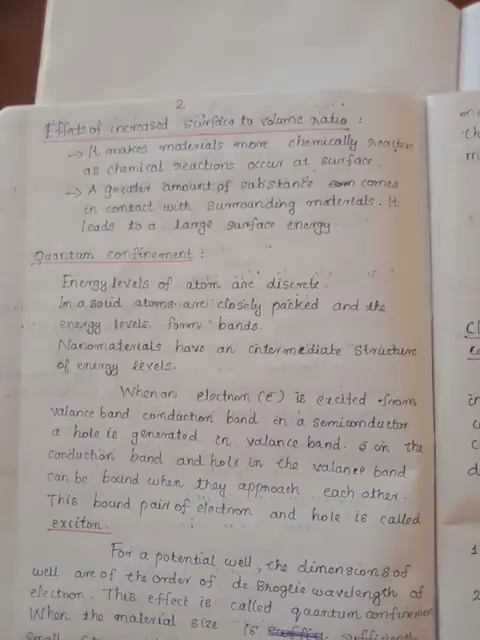 2
Effects of increased surface to volume ratio :
→ It makes materials more chemically reactive
as chemical reactions occur at surface.
→ A greater amount of substance comes
in contact with surrounding materials. It
leads to a large surface energy.
Quantum confinement :
Energy levels of atom are discrete.
In a solid atoms are closely packed and the
energy levels form bands.
Nanomaterials have an intermediate structure
of energy levels.
When an electron (e⁻) is excited from
valance band conduction band in a semiconductor
a hole is generated in valance band. in the
conduction band and hole in the valance band
can be bound when they approach each other.
This bound pair of electron and hole is called
exciton.
For a potential well, the dimensions of
well are of the order of de Broglie wavelength of
electron. This effect is called quantum confinemen
When the material size is